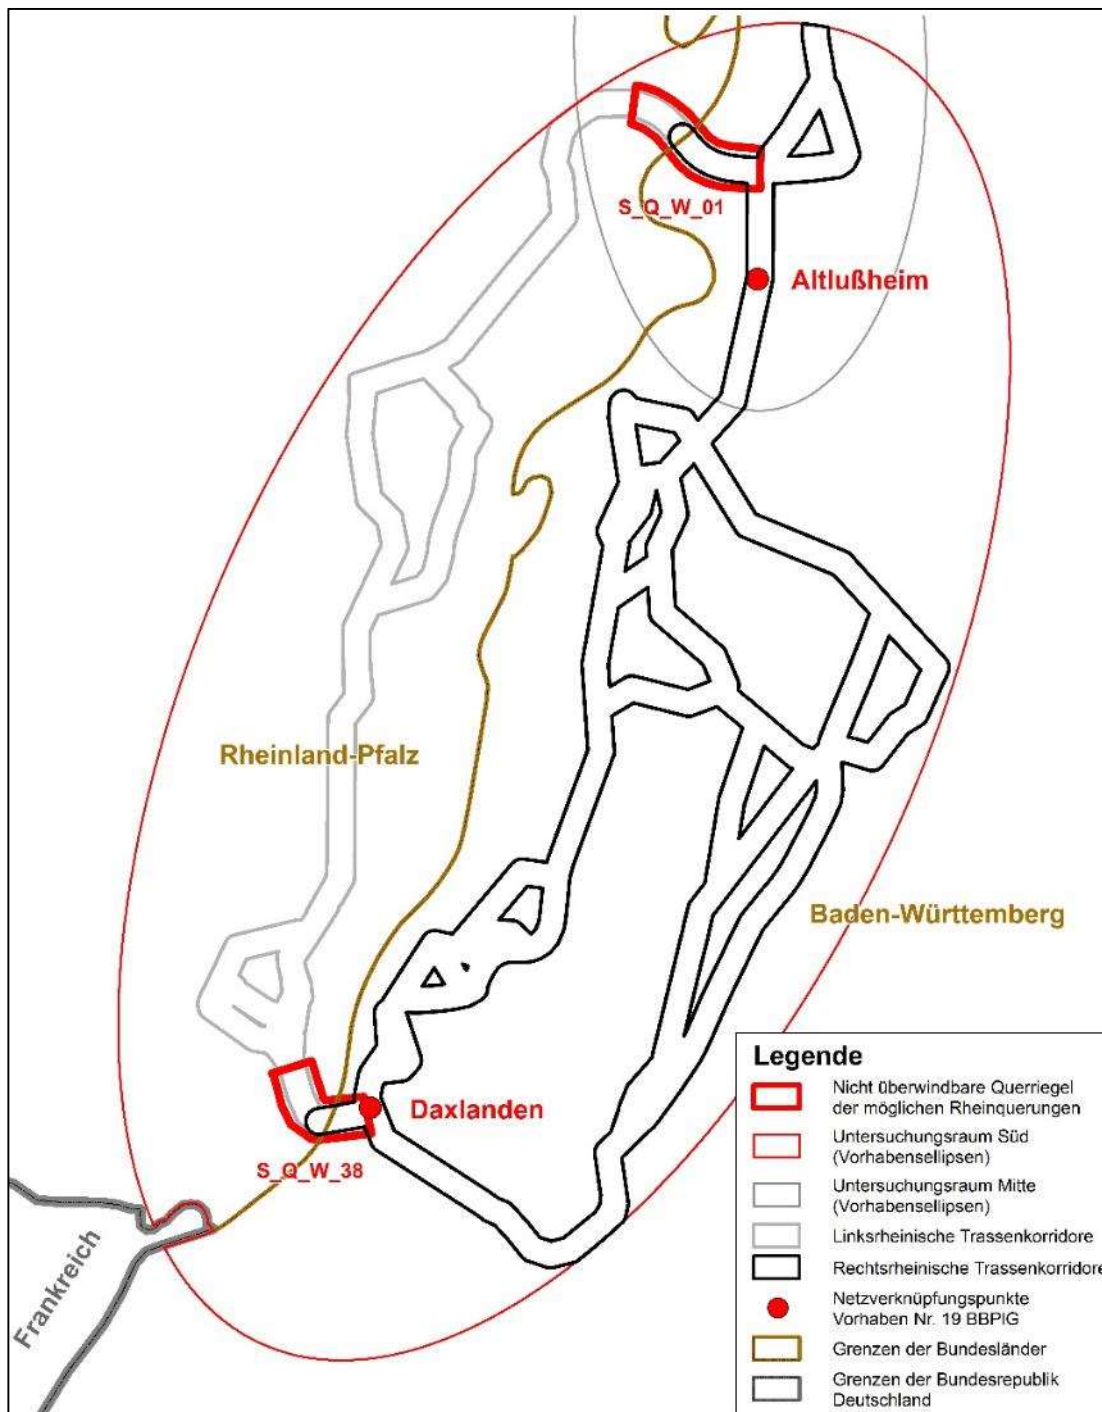 S_Q_W_01
Altlußheim
Rheinland-Pfalz
Baden-Württemberg
Daxlanden
S_Q_W_38
Frankreich
Legende
Nicht überwindbare Querriegel
der möglichen Rheinquerungen
Untersuchungsraum Süd
(Vorhabensellipsen)
Untersuchungsraum Mitte
(Vorhabensellipsen)
Linksrheinische Trassenkorridore
Rechtsrheinische Trassenkorridore
Netzverknüpfungspunkte
Vorhaben Nr. 19 BBPlG
Grenzen der Bundesländer
Grenzen der Bundesrepublik
Deutschland